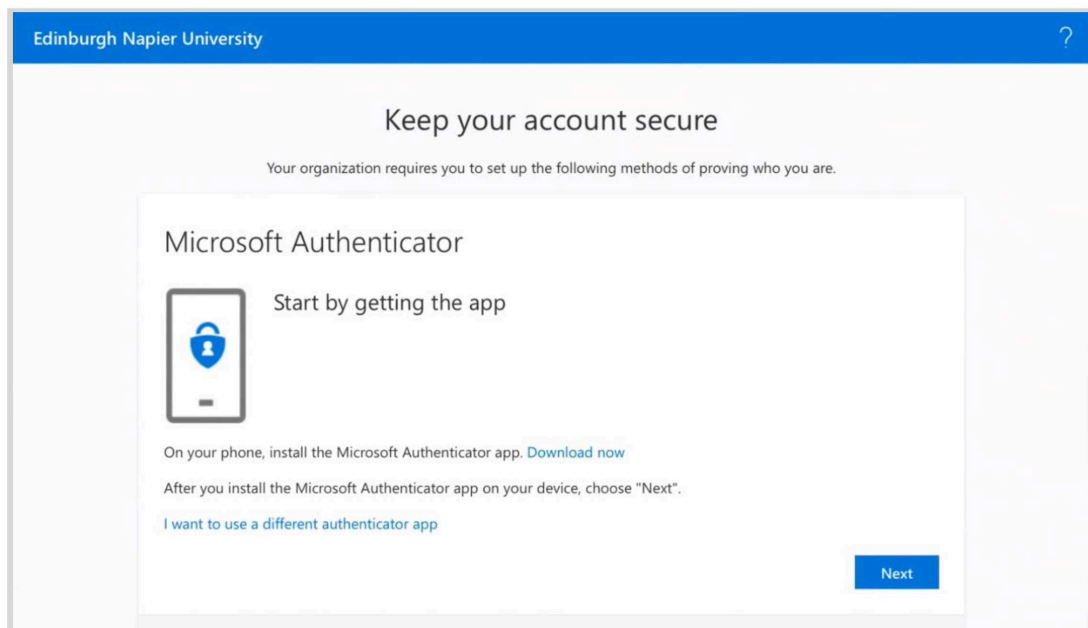 Edinburgh Napier University
?
Keep your account secure
Your organization requires you to set up the following methods of proving who you are.
Microsoft Authenticator
Start by getting the app
On your phone, install the Microsoft Authenticator app. Download now
After you install the Microsoft Authenticator app on your device, choose "Next".
I want to use a different authenticator app
Next